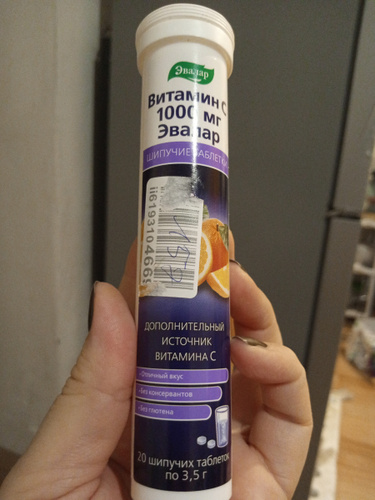 Эвалар
Витамин С
1000 мг
Эвалар
ШИПУЧИЕ ТАБЛЕТКИ
ii619310466
ДОПОЛНИТЕЛЬНЫЙ
ИСТОЧНИК
ВИТАМИНА С
Отличный вкус
без консервантов
без глютена
20 шипучих таблеток
по 3,5 г